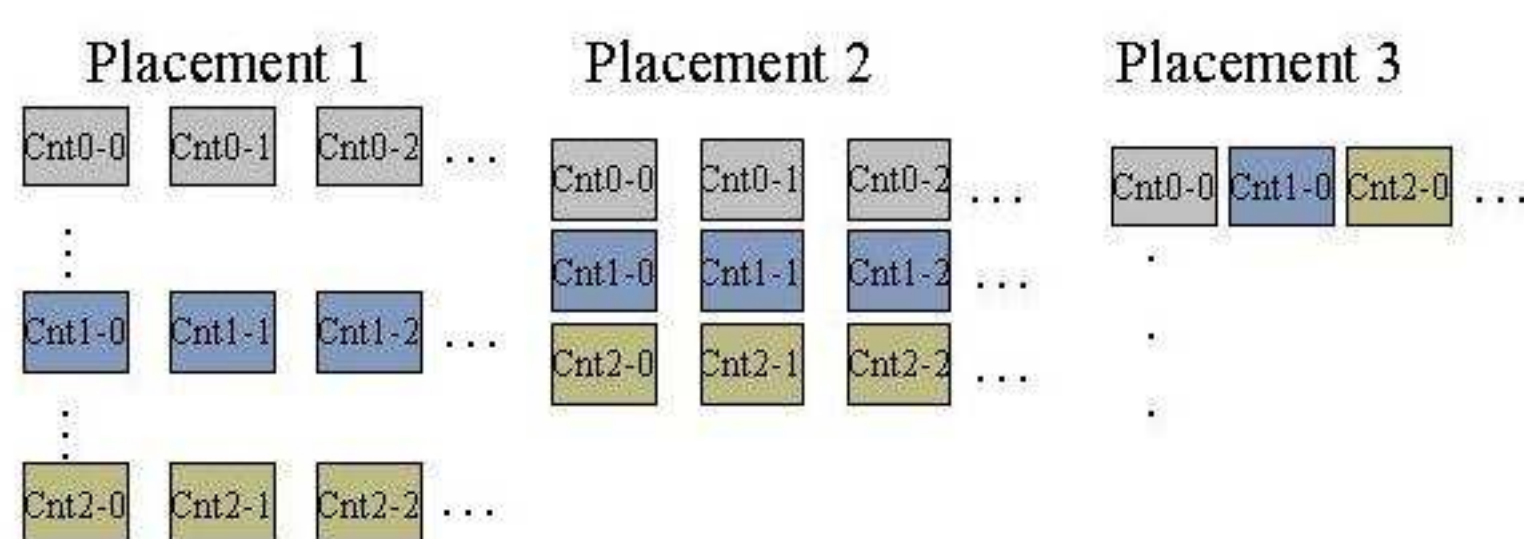 Placement 1
Cnt0-0 Cnt0-1 Cnt0-2 ...
Cnt1-0 Cnt1-1 Cnt1-2 ...
Cnt2-0 Cnt2-1 Cnt2-2 ...
Placement 2
Cnt0-0 Cnt0-1 Cnt0-2 ...
Cnt1-0 Cnt1-1 Cnt1-2 ...
Cnt2-0 Cnt2-1 Cnt2-2 ...
Placement 3
Cnt0-0 Cnt1-0 Cnt2-0 ...